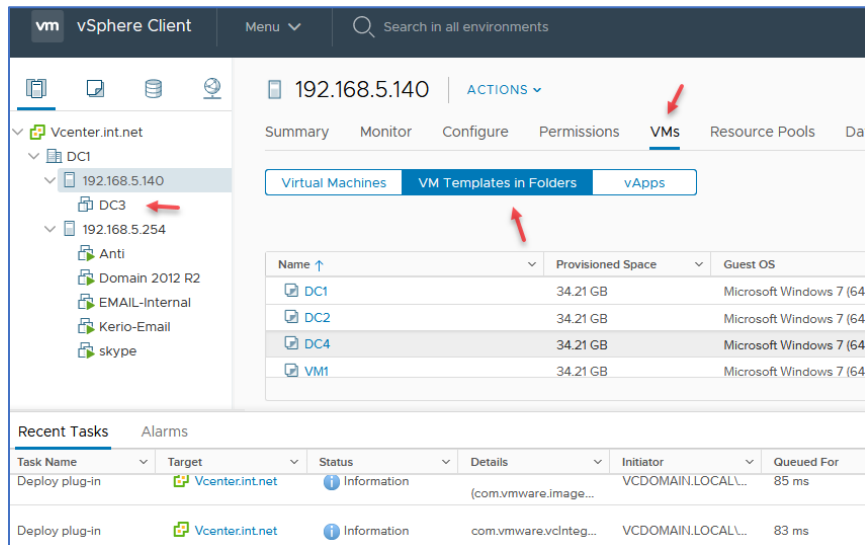 vm vSphere Client Menu Search in all environments
192.168.5.140 ACTIONS
Vcenter.int.net
DC1
192.168.5.140
DC3
192.168.5.254
Anti
Domain 2012 R2
EMAIL-Internal
Kerio-Email
skype
Summary Monitor Configure Permissions VMs Resource Pools Da
Virtual Machines VM Templates in Folders vApps
Name Provisioned Space Guest OS
DC1 34.21 GB Microsoft Windows 7 (64
DC2 34.21 GB Microsoft Windows 7 (64
DC4 34.21 GB Microsoft Windows 7 (64
VM1 34.21 GB Microsoft Windows 7 (64
Recent Tasks Alarms
Task Name Target Status Details Initiator Queued For
Deploy plug-in Vcenter.int.net Information (com.vmware.image... VCDOMAIN.LOCAL\... 85 ms
Deploy plug-in Vcenter.int.net Information com.vmware.vcInteg... VCDOMAIN.LOCAL\... 83 ms